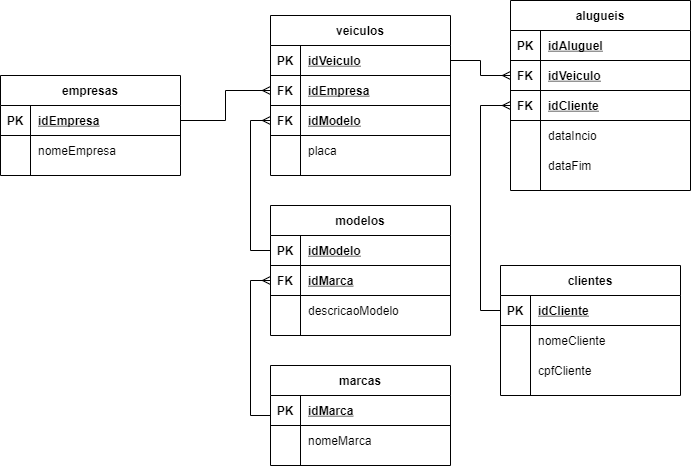 empresas
PK idEmpresa
nomeEmpresa
veiculos
PK idVeiculo
FK idEmpresa
FK idModelo
placa
modelos
PK idModelo
FK idMarca
descricaoModelo
marcas
PK idMarca
nomeMarca
alugueis
PK idAluguel
FK idVeiculo
FK idCliente
dataIncio
dataFim
clientes
PK idCliente
nomeCliente
cpfCliente